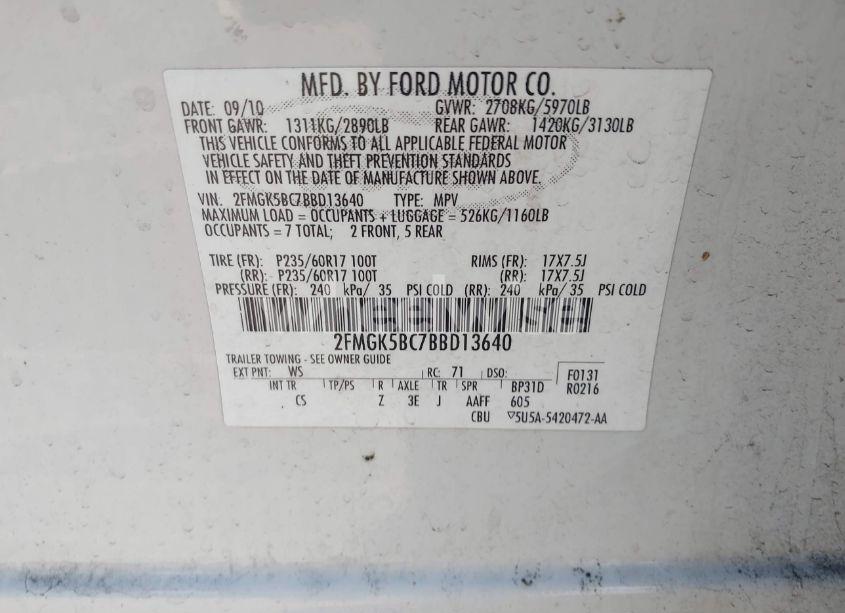 MFD. BY FORD MOTOR CO.
DATE: 09/10 GVWR: 2708KG/5970LB
FRONT GAWR: 1311KG/2890LB REAR GAWR: 1420KG/3130LB
THIS VEHICLE CONFORMS TO ALL APPLICABLE FEDERAL MOTOR
VEHICLE SAFETY AND THEFT PREVENTION STANDARDS
IN EFFECT ON THE DATE OF MANUFACTURE SHOWN ABOVE.
VIN: 2FMGK5BC7BBD13640 TYPE: MPV
MAXIMUM LOAD = OCCUPANTS + LUGGAGE = 526KG/1160LB
OCCUPANTS = 7 TOTAL; 2 FRONT, 5 REAR
TIRE (FR): P235/60R17 100T RIMS (FR): 17X7.5J
(RR): P235/60R17 100T (RR): 17X7.5J
PRESSURE (FR): 240 kPa/ 35 PSI COLD (RR): 240 kPa/ 35 PSI COLD
2FMGK5BC7BBD13640
TRAILER TOWING - SEE OWNER GUIDE
EXT PNT: WS RC: 71 DSO: F0131
INT TR TP/PS R AXLE TR SPR BP31D R0216
CS Z 3E J AAFF 605
CBU 5U5A-5420472-AA